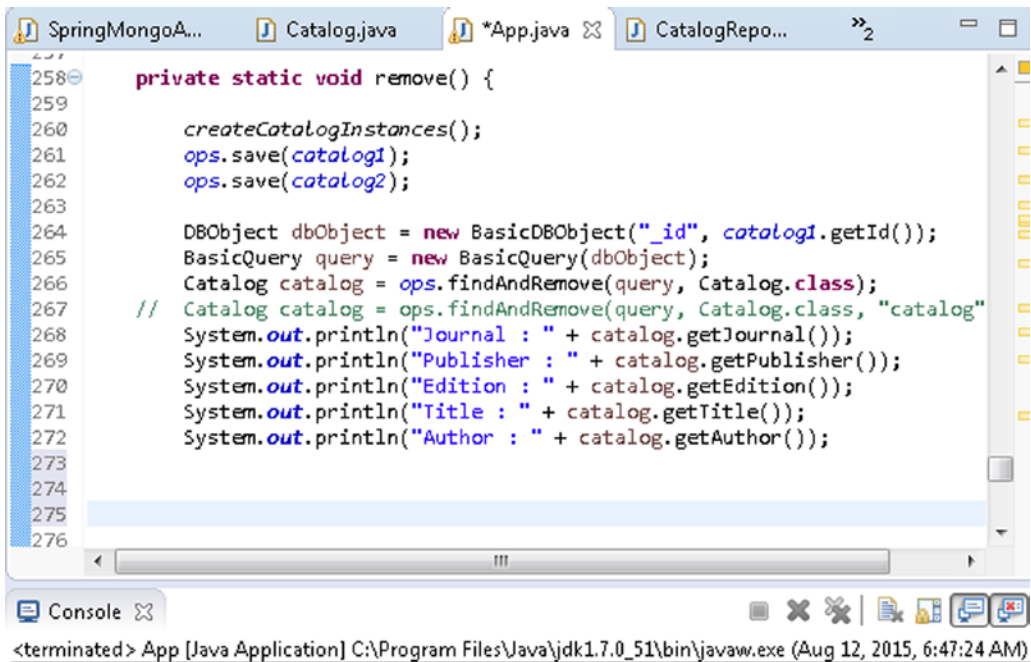 SpringMongoA... Catalog.java *App.java CatalogRepo... »2
258 private static void remove() {
259
260 createCatalogInstances();
261 ops.save(catalog1);
262 ops.save(catalog2);
263
264 DBObject dbObject = new BasicDBObject("_id", catalog1.getId());
265 BasicQuery query = new BasicQuery(dbObject);
266 Catalog catalog = ops.findAndRemove(query, Catalog.class);
267 // Catalog catalog = ops.findAndRemove(query, Catalog.class, "catalog"
268 System.out.println("Journal : " + catalog.getJournal());
269 System.out.println("Publisher : " + catalog.getPublisher());
270 System.out.println("Edition : " + catalog.getEdition());
271 System.out.println("Title : " + catalog.getTitle());
272 System.out.println("Author : " + catalog.getAuthor());
273
274
275
276
Console
<terminated> App [Java Application] C:\Program Files\Java\jdk1.7.0_51\bin\javaw.exe (Aug 12, 2015, 6:47:24 AM)